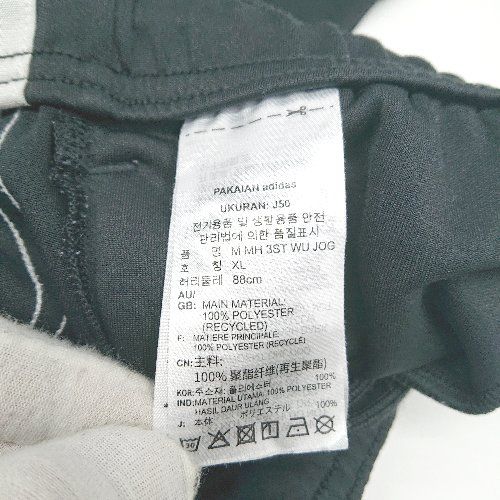 PAKAIAN adidas
UKURAN: J50
전기용품 및 생활용품 안전
관리법에 의한 품질표시
품 명 M MH 3ST WU JOG
호 칭 XL
허리둘레 88cm
AU/
GB: MAIN MATERIAL:
100% POLYESTER
(RECYCLED)
F: MATIERE PRINCIPALE:
100% POLYESTER (RECYCLE)
CN: 主料:
100% 聚酯纤维(再生聚酯)
KOR: 주소재: 폴리에스터 100%
IND: MATERIAL UTAMA: 100% POLYESTER
HASIL DAUR ULANG
J: 本体 ポリエステル 100%
30